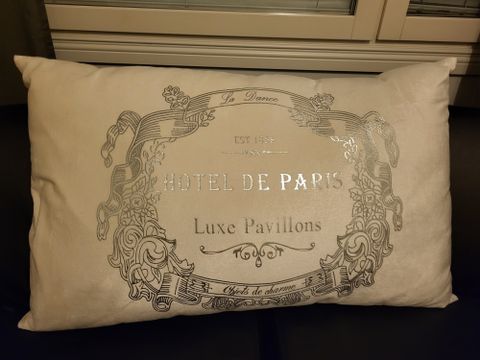 La Dance
EST
HOTEL DE PARIS
Luxe Pavillons
Objets de charme